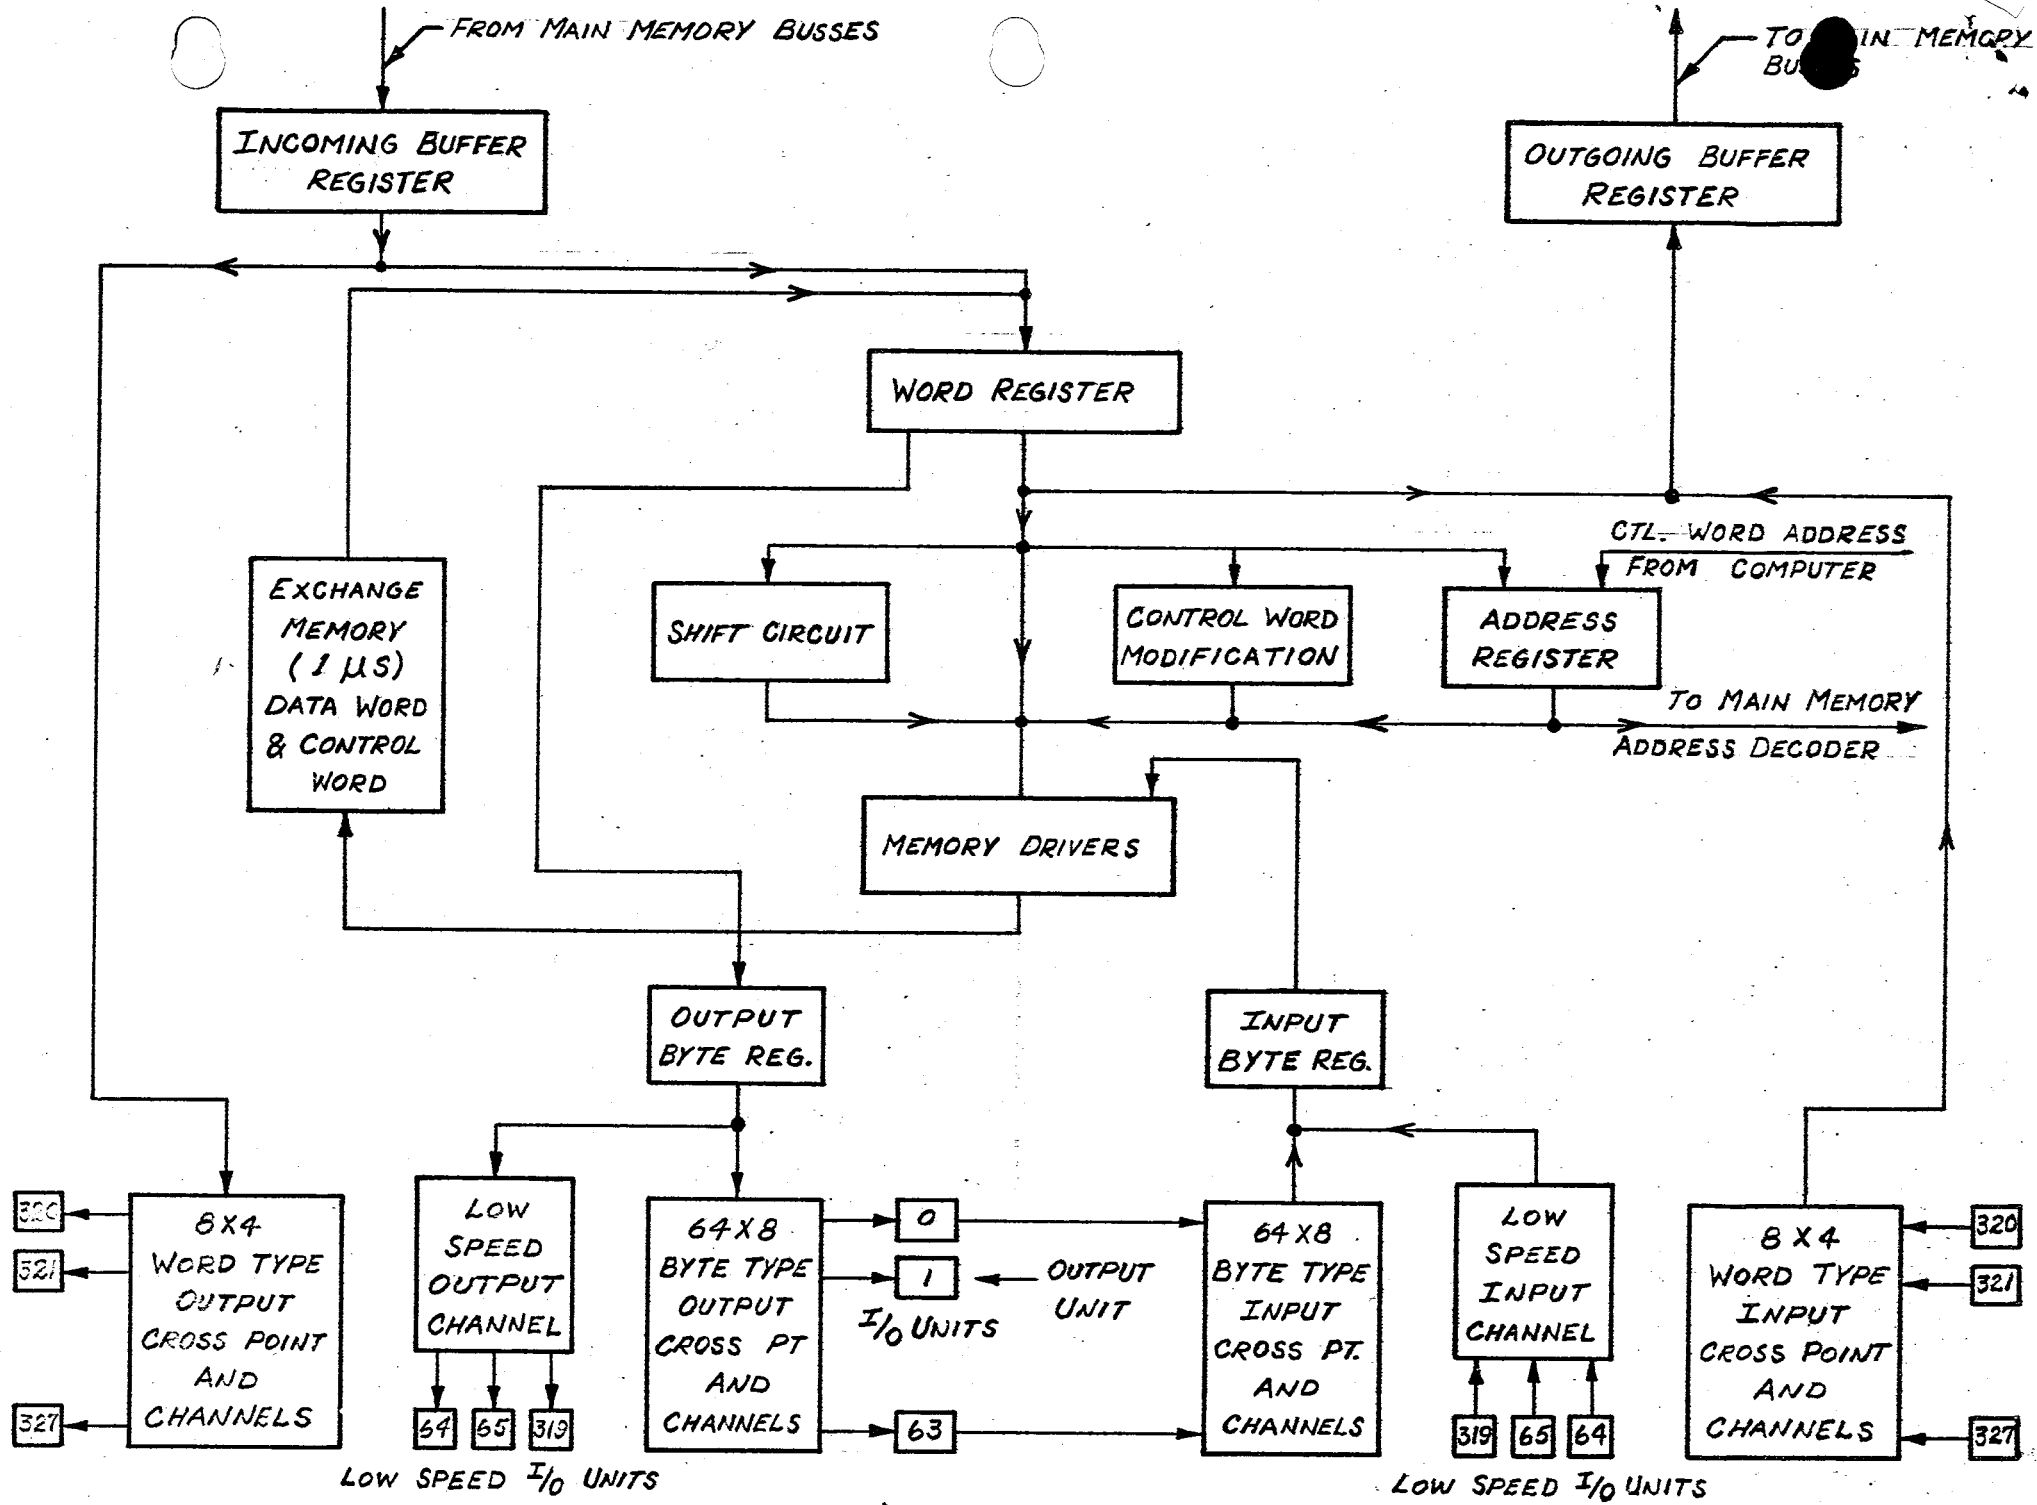 FROM MAIN MEMORY BUSSES
TO IN MEMORY
INCOMING BUFFER
REGISTER
OUTGOING BUFFER
REGISTER
WORD REGISTER
CTL. WORD ADDRESS
FROM COMPUTER
EXCHANGE
MEMORY
(1 μS)
DATA WORD
& CONTROL
WORD
SHIFT CIRCUIT
CONTROL WORD
MODIFICATION
ADDRESS
REGISTER
TO MAIN MEMORY
ADDRESS DECODER
MEMORY DRIVERS
OUTPUT
BYTE REG.
INPUT
BYTE REG.
320
321
327
8X4
WORD TYPE
OUTPUT
CROSS POINT
AND
CHANNELS
LOW
SPEED
OUTPUT
CHANNEL
64
65
319
LOW SPEED I/O UNITS
64X8
BYTE TYPE
OUTPUT
CROSS PT
AND
CHANNELS
0
1
I/O UNITS
63
OUTPUT
UNIT
64X8
BYTE TYPE
INPUT
CROSS PT.
AND
CHANNELS
LOW
SPEED
INPUT
CHANNEL
319
65
64
LOW SPEED I/O UNITS
8X4
WORD TYPE
INPUT
CROSS POINT
AND
CHANNELS
320
321
327